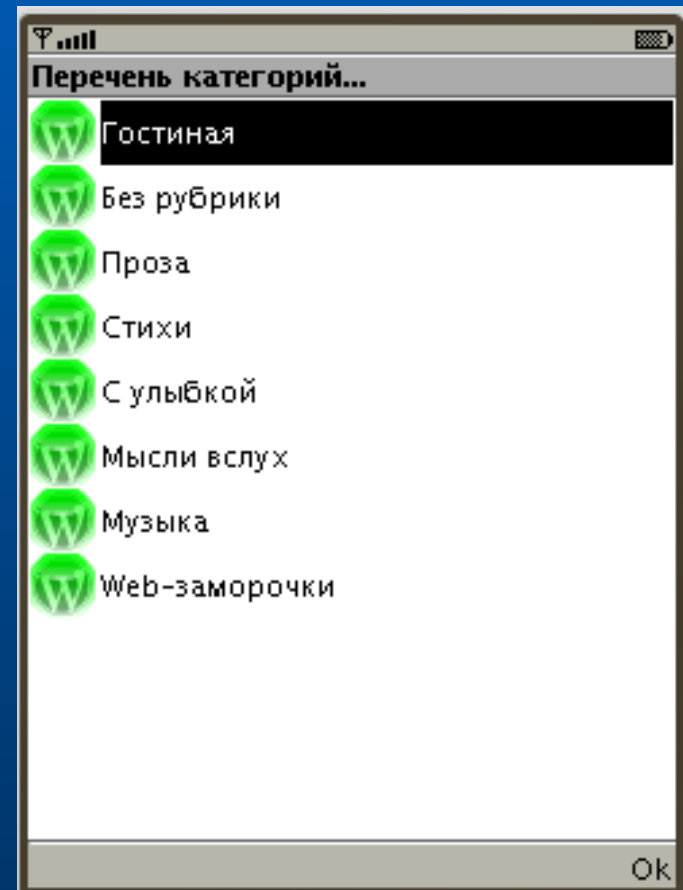 Перечень категорий...
Гостиная
Без рубрики
Проза
Стихи
С улыбкой
Мысли вслух
Музыка
Web-заморочки
Ok